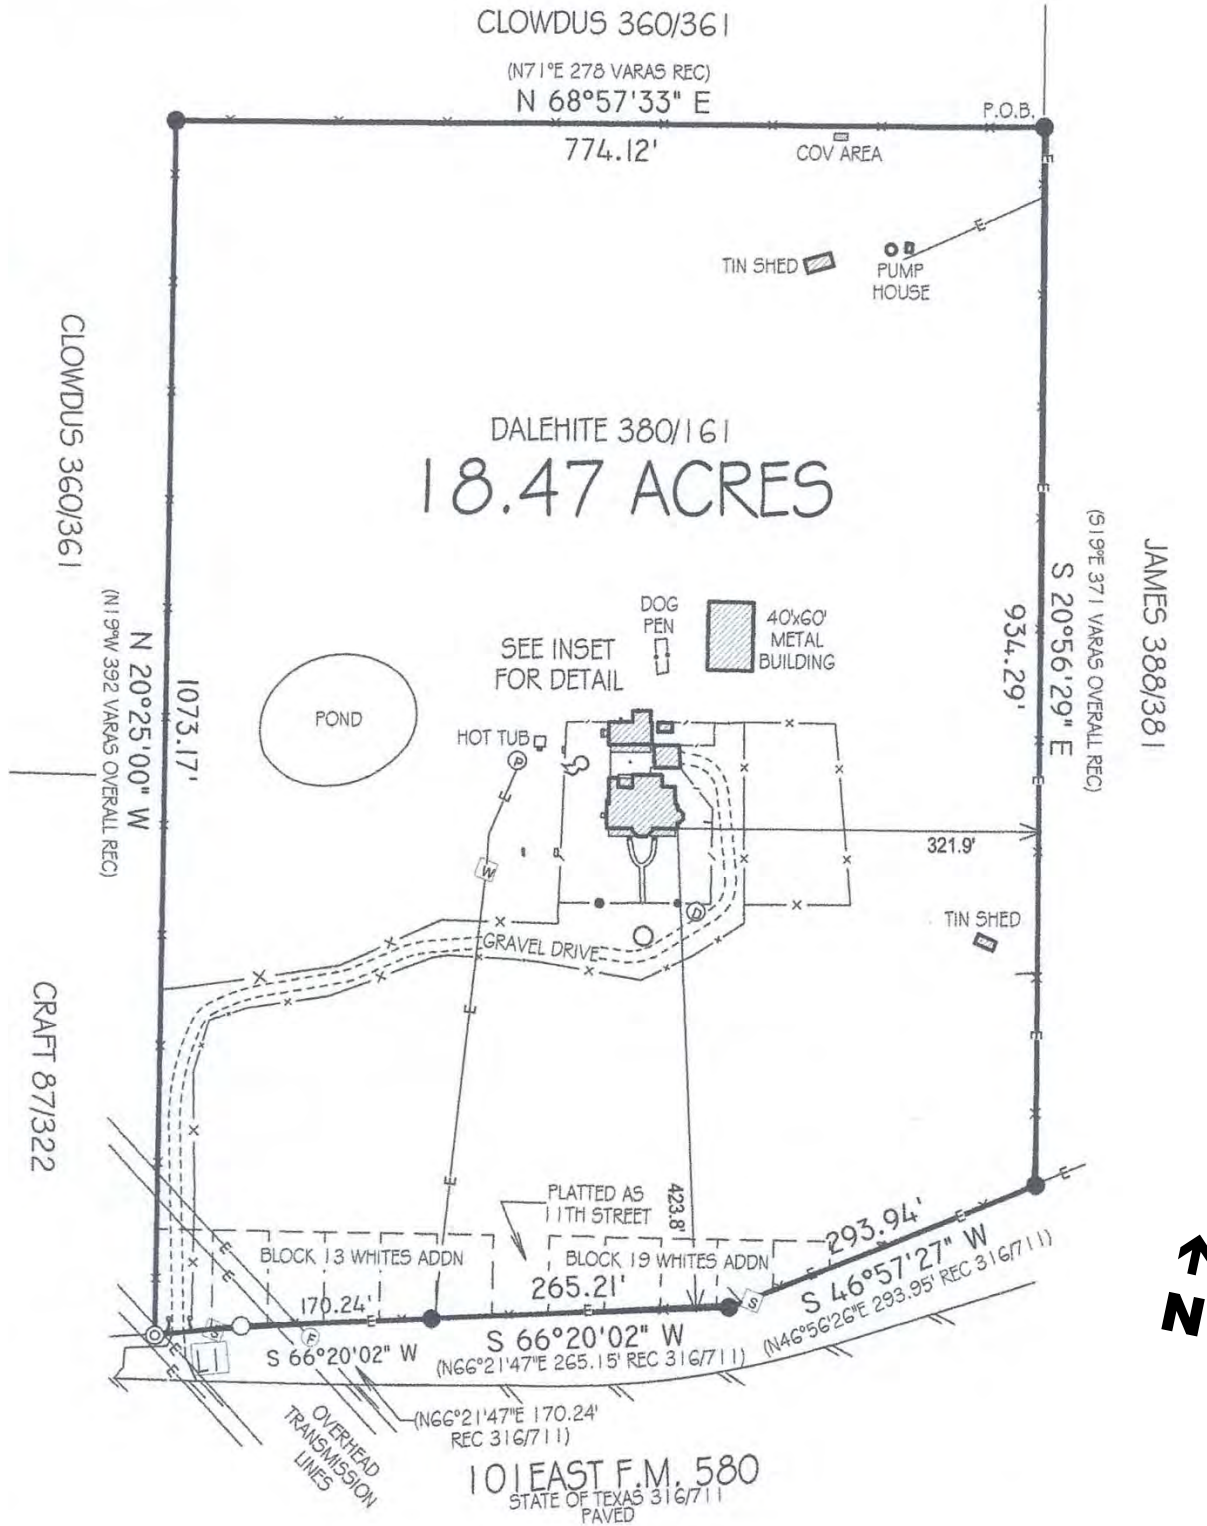 CLOWDUS 360/361
(N71°E 278 VARAS REC)
N 68°57'33" E
P.O.B.
774.12'
COV AREA
TIN SHED
PUMP
HOUSE
CLOWDUS 360/361
DALEHITE 380/161
18.47 ACRES
JAMES 388/381
(S19°E 371 VARAS OVERALL REC)
S 20°56'29" E
934.29'
DOG
PEN
40'x60'
METAL
BUILDING
SEE INSET
FOR DETAIL
1073.17'
N 20°25'00" W
(N19°W 392 VARAS OVERALL REC)
POND
HOT TUB
P
W
321.9'
D
TIN SHED
GRAVEL DRIVE
CRAFT 87/322
423.8'
PLATTED AS
11TH STREET
BLOCK 13 WHITES ADDN
BLOCK 19 WHITES ADDN
293.94'
S 46°57'27" W
(N46°56'26"E 293.95' REC 316/711)
265.21'
170.24'
S
S
F
L1
S 66°20'02" W
S 66°20'02" W
(N66°21'47"E 265.15' REC 316/711)
(N66°21'47"E 170.24'
REC 316/711)
OVERHEAD
TRANSMISSION
LINES
101 EAST F.M. 580
STATE OF TEXAS 316/711
PAVED
N